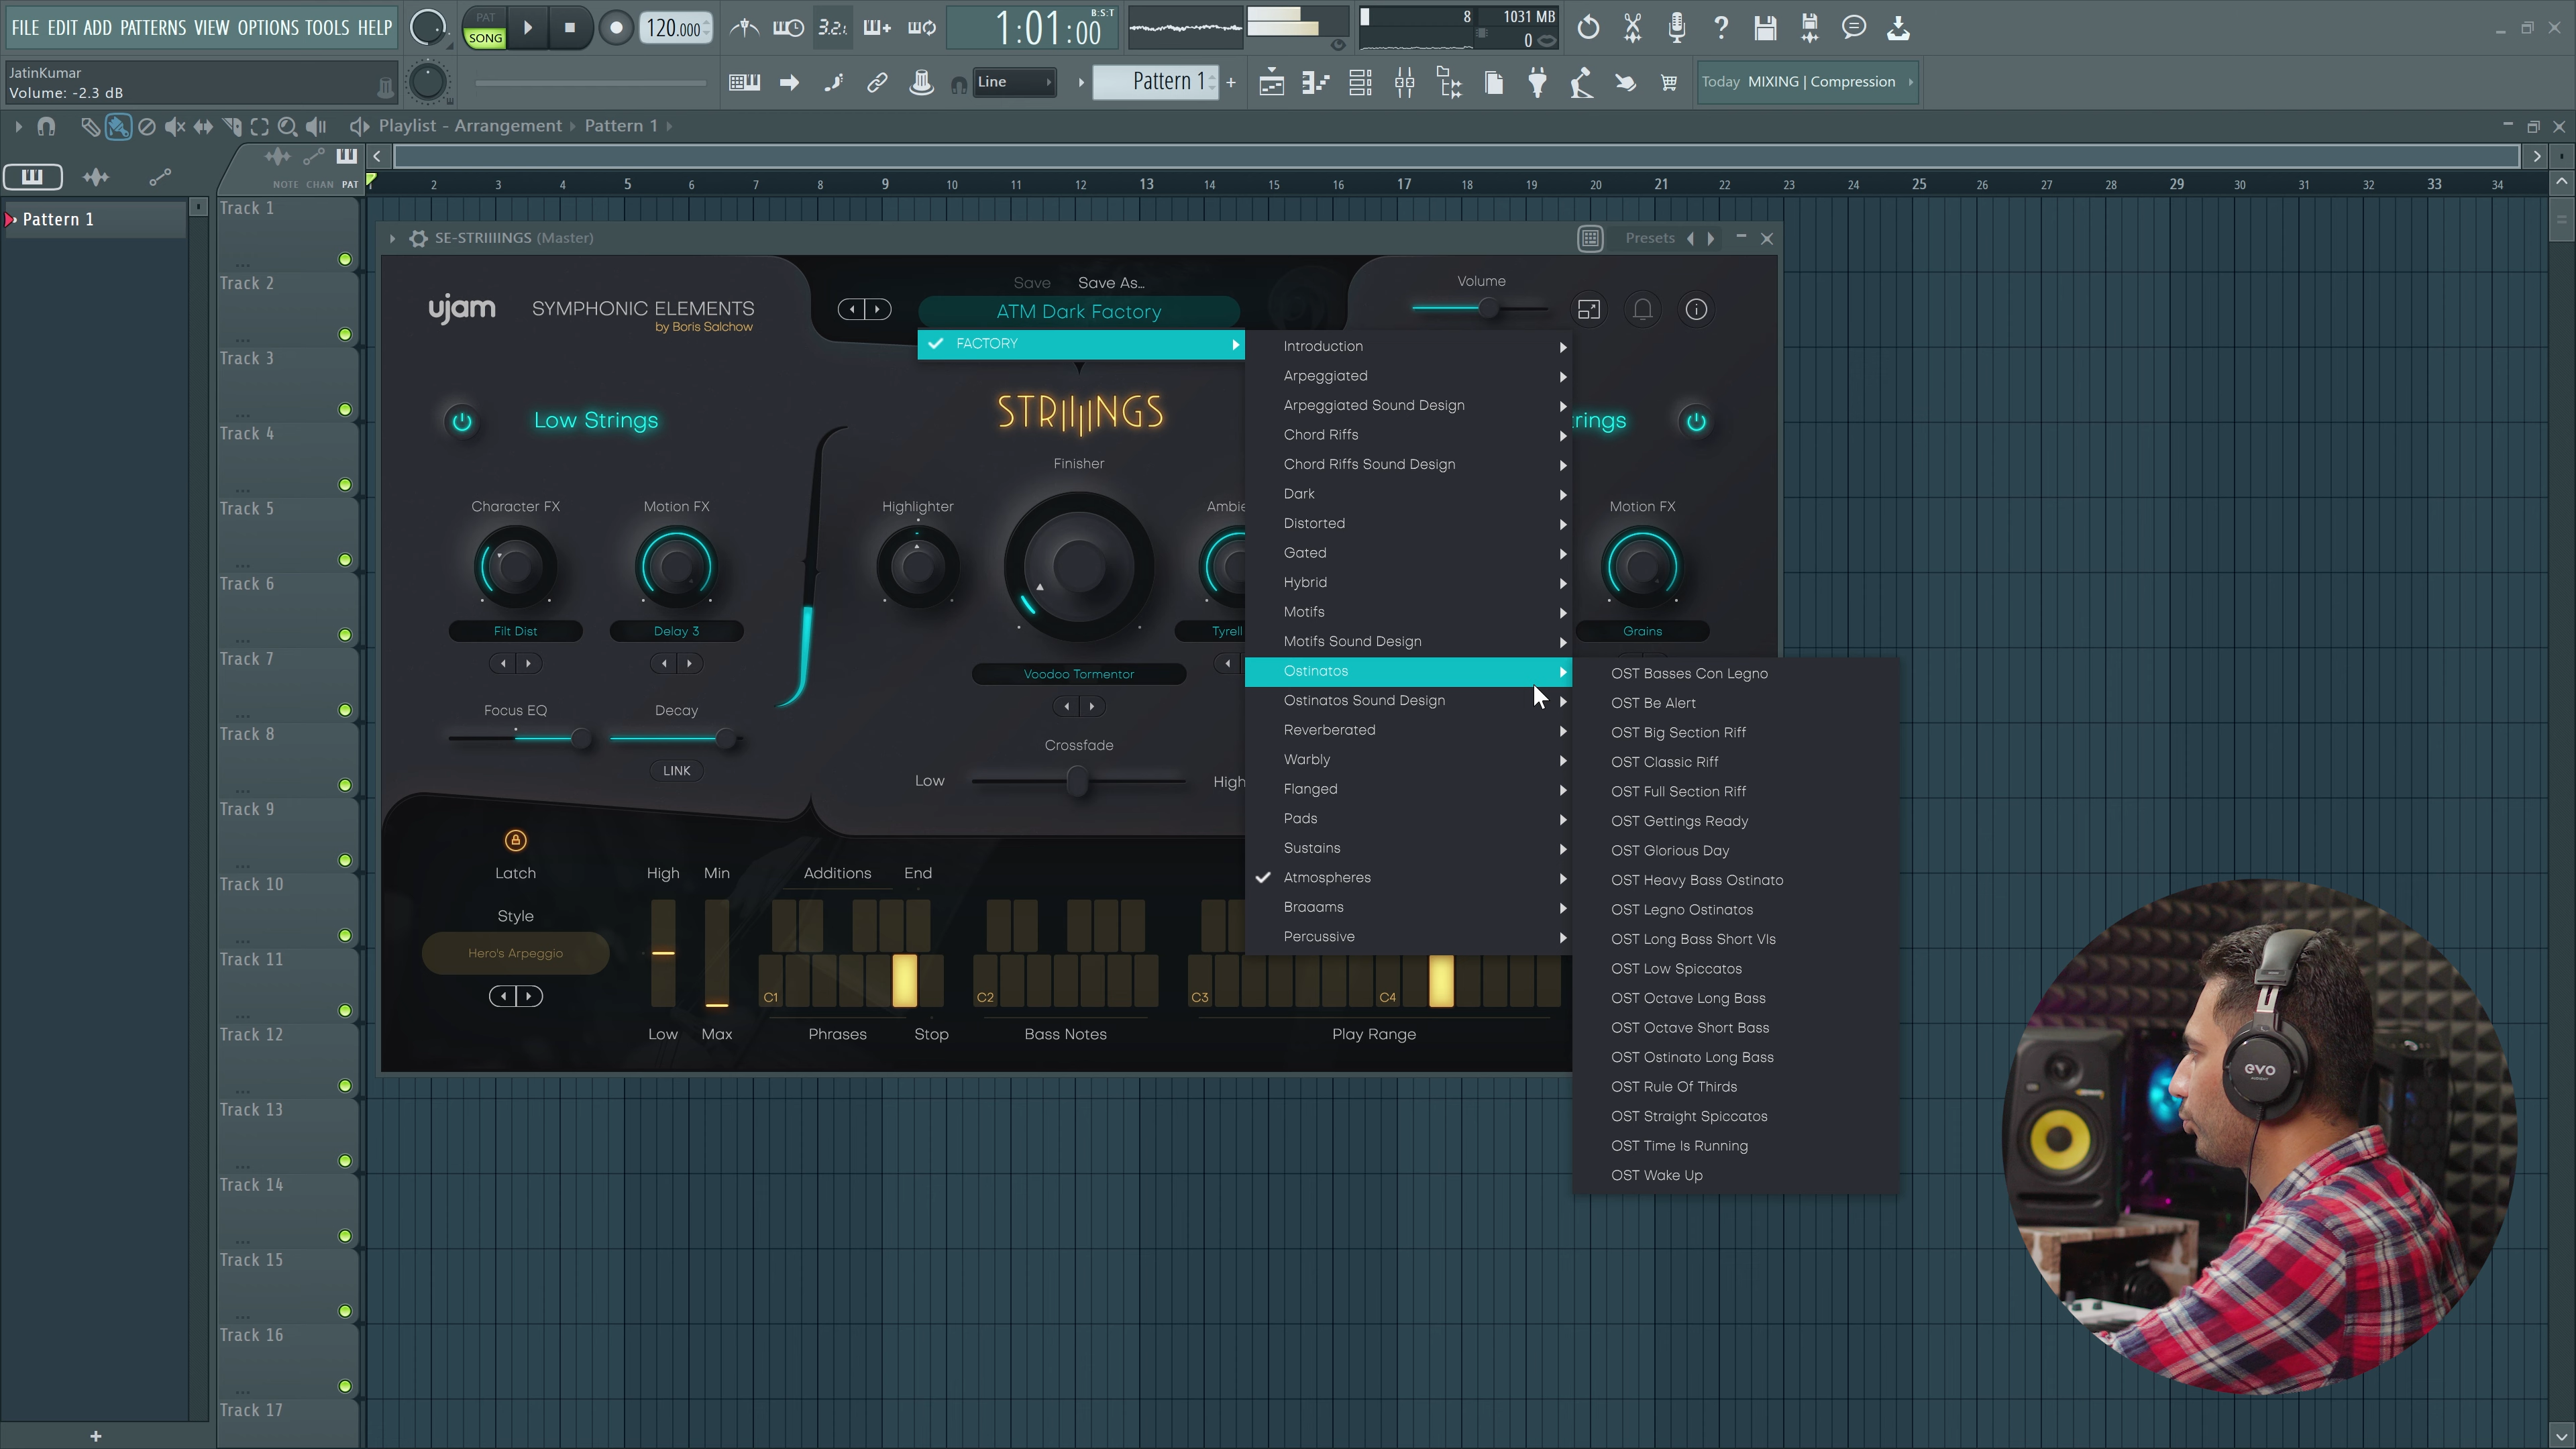 FILE EDIT ADD PATTERNS VIEW OPTIONS TOOLS HELP
PAT
SONG
120.000
3.2.
1:01:00
B:S:T
8
1031 MB
0
JatinKumar
Volume: -2.3 dB
Line
Pattern 1
+
Today MIXING | Compression
Playlist - Arrangement
Pattern 1
NOTE CHAN PAT
2 3 4 5 6 7 8 9 10 11 12 13 14 15 16 17 18 19 20 21 22 23 24 25 26 27 28 29 30 31 32 33 34
Pattern 1
Track 1
Track 2
Track 3
Track 4
Track 5
Track 6
Track 7
Track 8
Track 9
Track 10
Track 11
Track 12
Track 13
Track 14
Track 15
Track 16
Track 17
+
SE-STRIIIINGS (Master)
Presets
ujam
SYMPHONIC ELEMENTS
by Boris Salchow
Save
Save As...
ATM Dark Factory
Volume
FACTORY
STRIIIINGS
Low Strings
trings
Finisher
Character FX
Motion FX
Highlighter
Ambie
Motion FX
Filt Dist
Delay 3
Tyrell
Grains
Voodoo Tormentor
Focus EQ
Decay
LINK
Crossfade
Low
High
Introduction
Arpeggiated
Arpeggiated Sound Design
Chord Riffs
Chord Riffs Sound Design
Dark
Distorted
Gated
Hybrid
Motifs
Motifs Sound Design
Ostinatos
Ostinatos Sound Design
Reverberated
Warbly
Flanged
Pads
Sustains
Atmospheres
Braaams
Percussive
OST Basses Con Legno
OST Be Alert
OST Big Section Riff
OST Classic Riff
OST Full Section Riff
OST Gettings Ready
OST Glorious Day
OST Heavy Bass Ostinato
OST Legno Ostinatos
OST Long Bass Short Vls
OST Low Spiccatos
OST Octave Long Bass
OST Octave Short Bass
OST Ostinato Long Bass
OST Rule Of Thirds
OST Straight Spiccatos
OST Time Is Running
OST Wake Up
Latch
Style
Hero's Arpeggio
High
Min
Low
Max
Additions
End
C1
C2
C3
C4
Phrases
Stop
Bass Notes
Play Range
evo